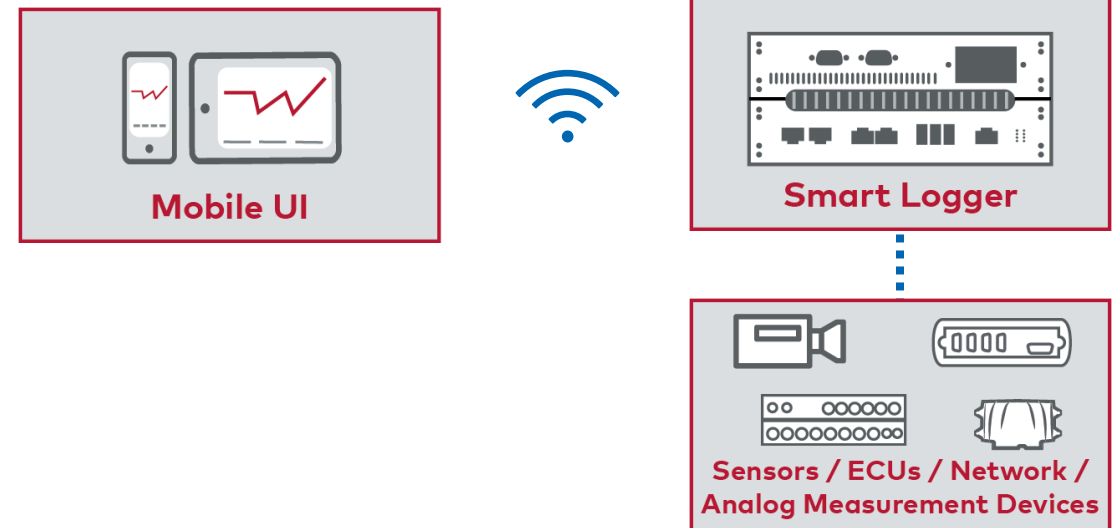 Mobile UI
Smart Logger
Sensors / ECUs / Network /
Analog Measurement Devices